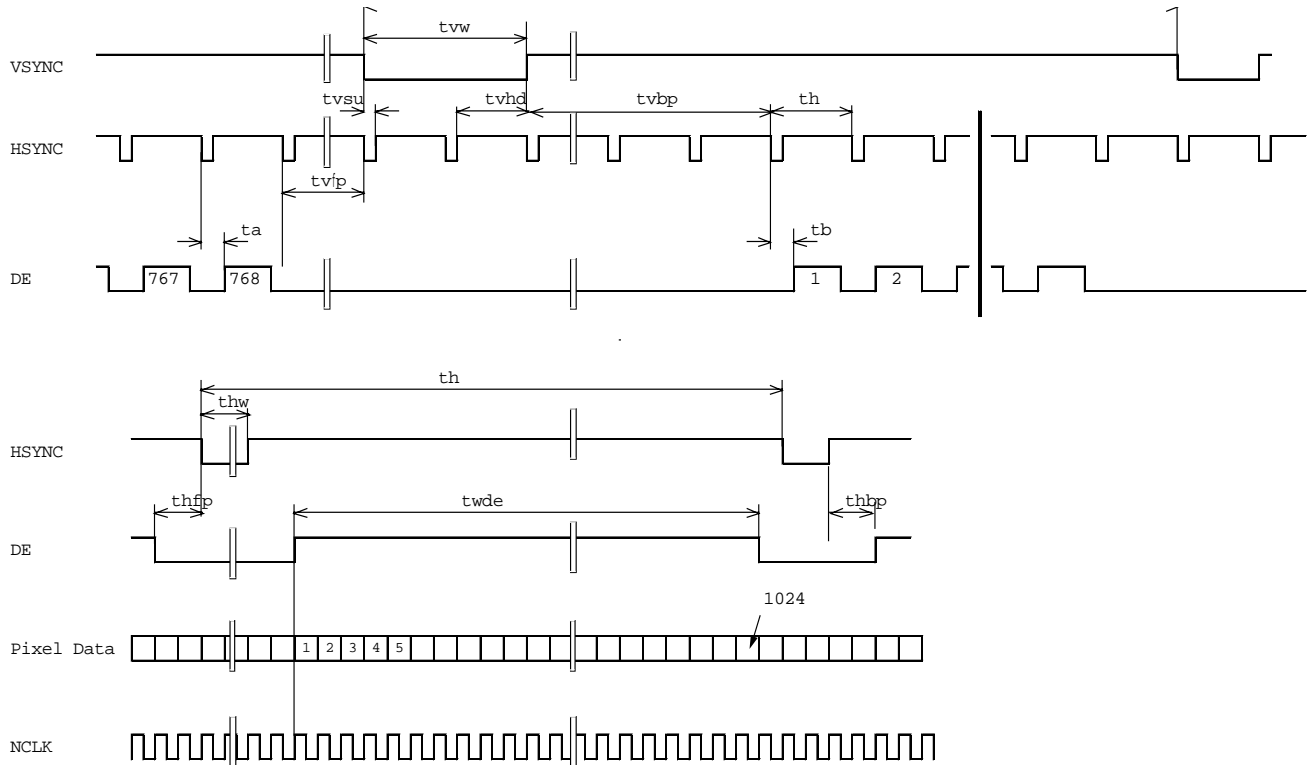 tvw
VSYNC
tvsu
tvhd
tvbp
th
HSYNC
tvfp
ta
tb
DE
767
768
1
2
th
thw
HSYNC
thfp
twde
thbp
DE
1024
Pixel Data
1 2 3 4 5
NCLK